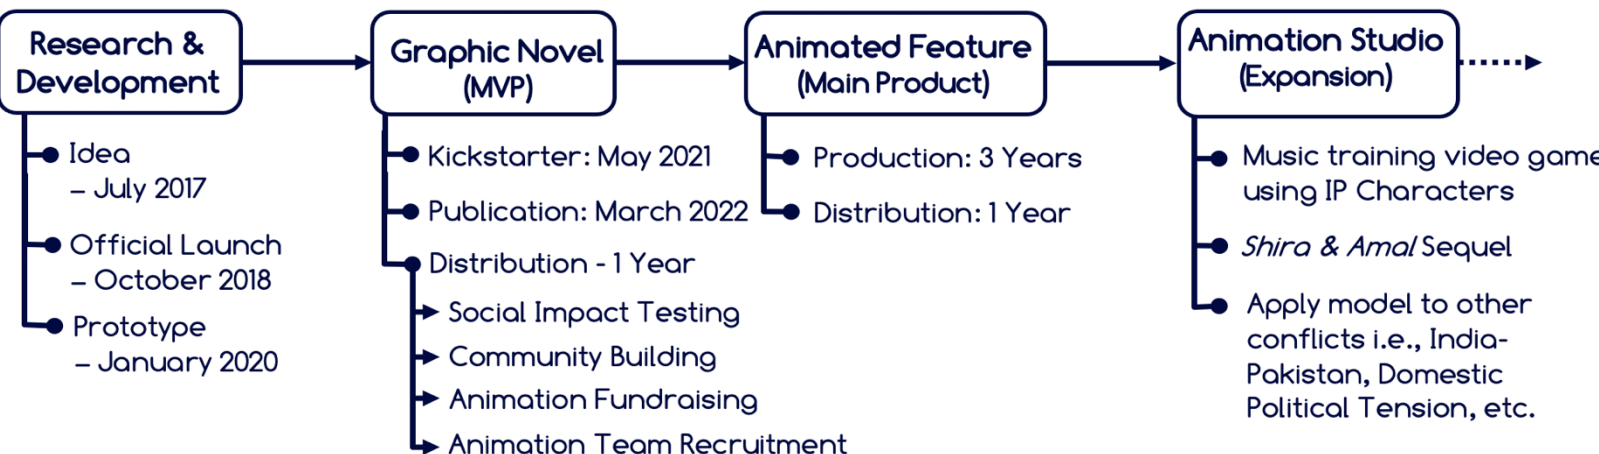 Research &
Development
Idea
– July 2017
Official Launch
– October 2018
Prototype
– January 2020
Graphic Novel
(MVP)
Kickstarter: May 2021
Publication: March 2022
Distribution - 1 Year
Social Impact Testing
Community Building
Animation Fundraising
Animation Team Recruitment
Animated Feature
(Main Product)
Production: 3 Years
Distribution: 1 Year
Animation Studio
(Expansion)
Music training video game
using IP Characters
Shira & Amal Sequel
Apply model to other
conflicts i.e., India-
Pakistan, Domestic
Political Tension, etc.